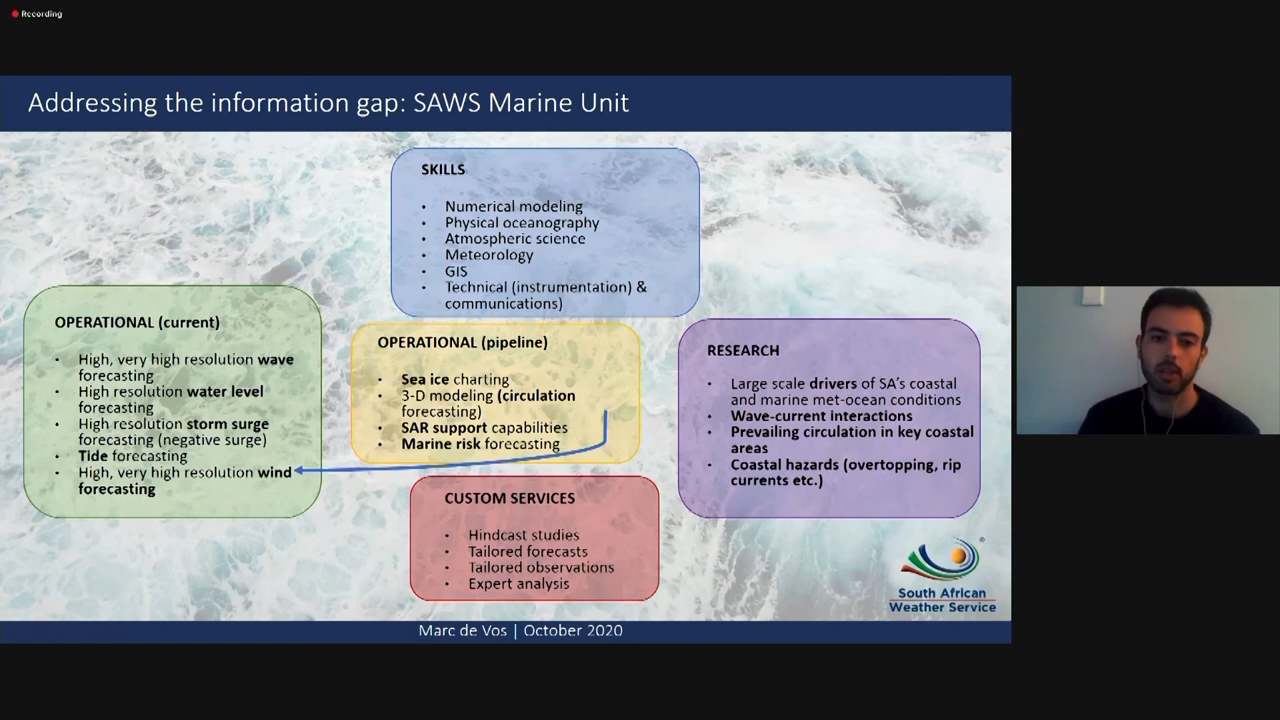 Recording
Addressing the information gap: SAWS Marine Unit
SKILLS
• Numerical modeling
• Physical oceanography
• Atmospheric science
• Meteorology
• GIS
• Technical (instrumentation) &
communications)
OPERATIONAL (current)
• High, very high resolution wave
forecasting
• High resolution water level
forecasting
• High resolution storm surge
forecasting (negative surge)
• Tide forecasting
• High, very high resolution wind
forecasting
OPERATIONAL (pipeline)
• Sea ice charting
• 3-D modeling (circulation
forecasting)
• SAR support capabilities
• Marine risk forecasting
RESEARCH
• Large scale drivers of SA's coastal
and marine met-ocean conditions
• Wave-current interactions
• Prevailing circulation in key coastal
areas
• Coastal hazards (overtopping, rip
currents etc.)
CUSTOM SERVICES
• Hindcast studies
• Tailored forecasts
• Tailored observations
• Expert analysis
®
South African
Weather Service
Marc de Vos | October 2020